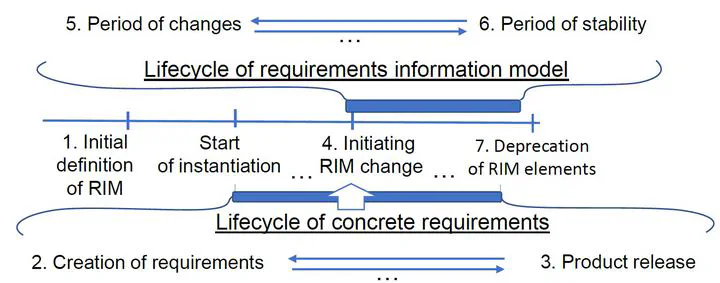 5. Period of changes
6. Period of stability
...
Lifecycle of requirements information model
1. Initial
definition
of RIM
Start
of instantiation
...
4. Initiating
RIM change
...
7. Deprecation
of RIM elements
Lifecycle of concrete requirements
2. Creation of requirements
...
3. Product release